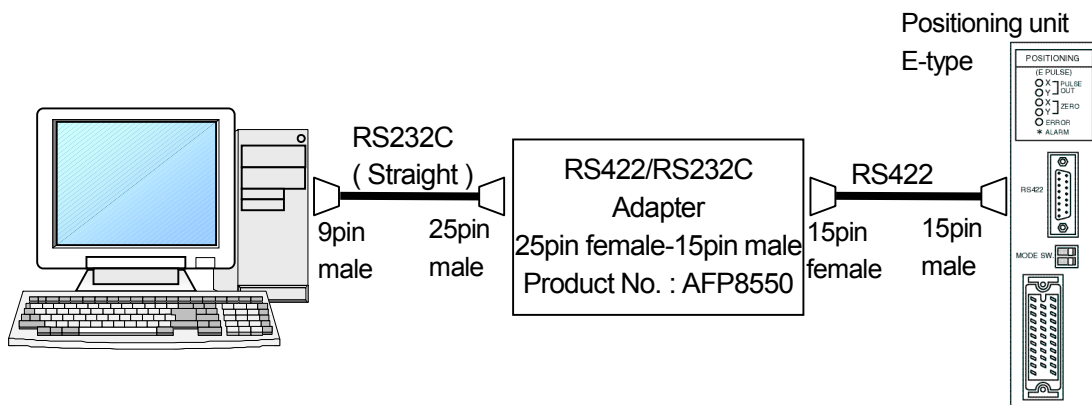 Positioning unit
E-type
RS232C
( Straight )
9pin
male
25pin
male
RS422/RS232C
Adapter
25pin female-15pin male
Product No. : AFP8550
RS422
15pin
female
15pin
male
POSITIONING
(E PULSE)
X
Y
PULSE
OUT
X
Y
ZERO
ERROR
* ALARM
RS422
MODE SW.